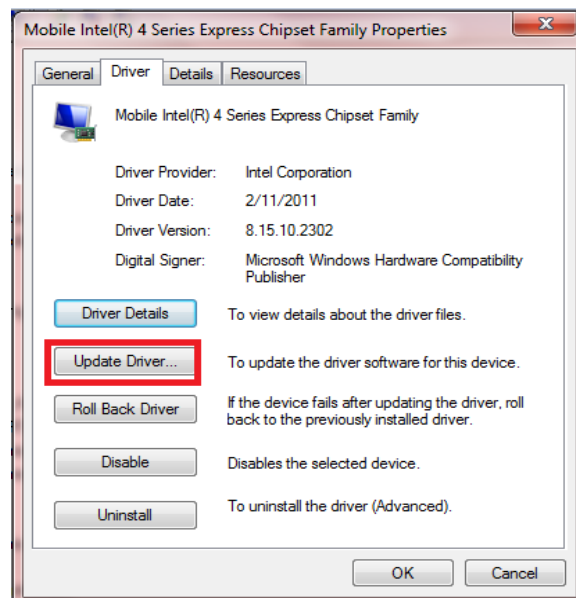 Mobile Intel(R) 4 Series Express Chipset Family Properties
General Driver Details Resources
Mobile Intel(R) 4 Series Express Chipset Family
Driver Provider: Intel Corporation
Driver Date: 2/11/2011
Driver Version: 8.15.10.2302
Digital Signer: Microsoft Windows Hardware Compatibility
Publisher
Driver Details To view details about the driver files.
Update Driver... To update the driver software for this device.
Roll Back Driver If the device fails after updating the driver, roll
back to the previously installed driver.
Disable Disables the selected device.
Uninstall To uninstall the driver (Advanced).
OK Cancel